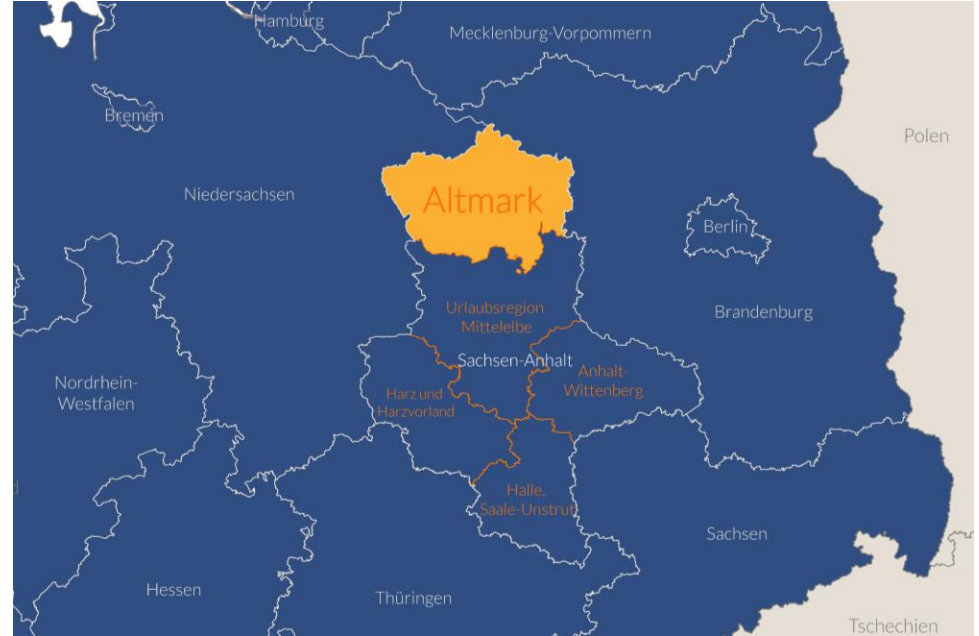 Hamburg
Mecklenburg-Vorpommern
Bremen
Polen
Niedersachsen
Altmark
Berlin
Urlaubsregion
Mittelelbe
Brandenburg
Sachsen-Anhalt
Anhalt-
Wittenberg
Nordrhein-
Westfalen
Harz und
Harzvorland
Halle,
Saale-Unstrut
Sachsen
Hessen
Thüringen
Tschechien